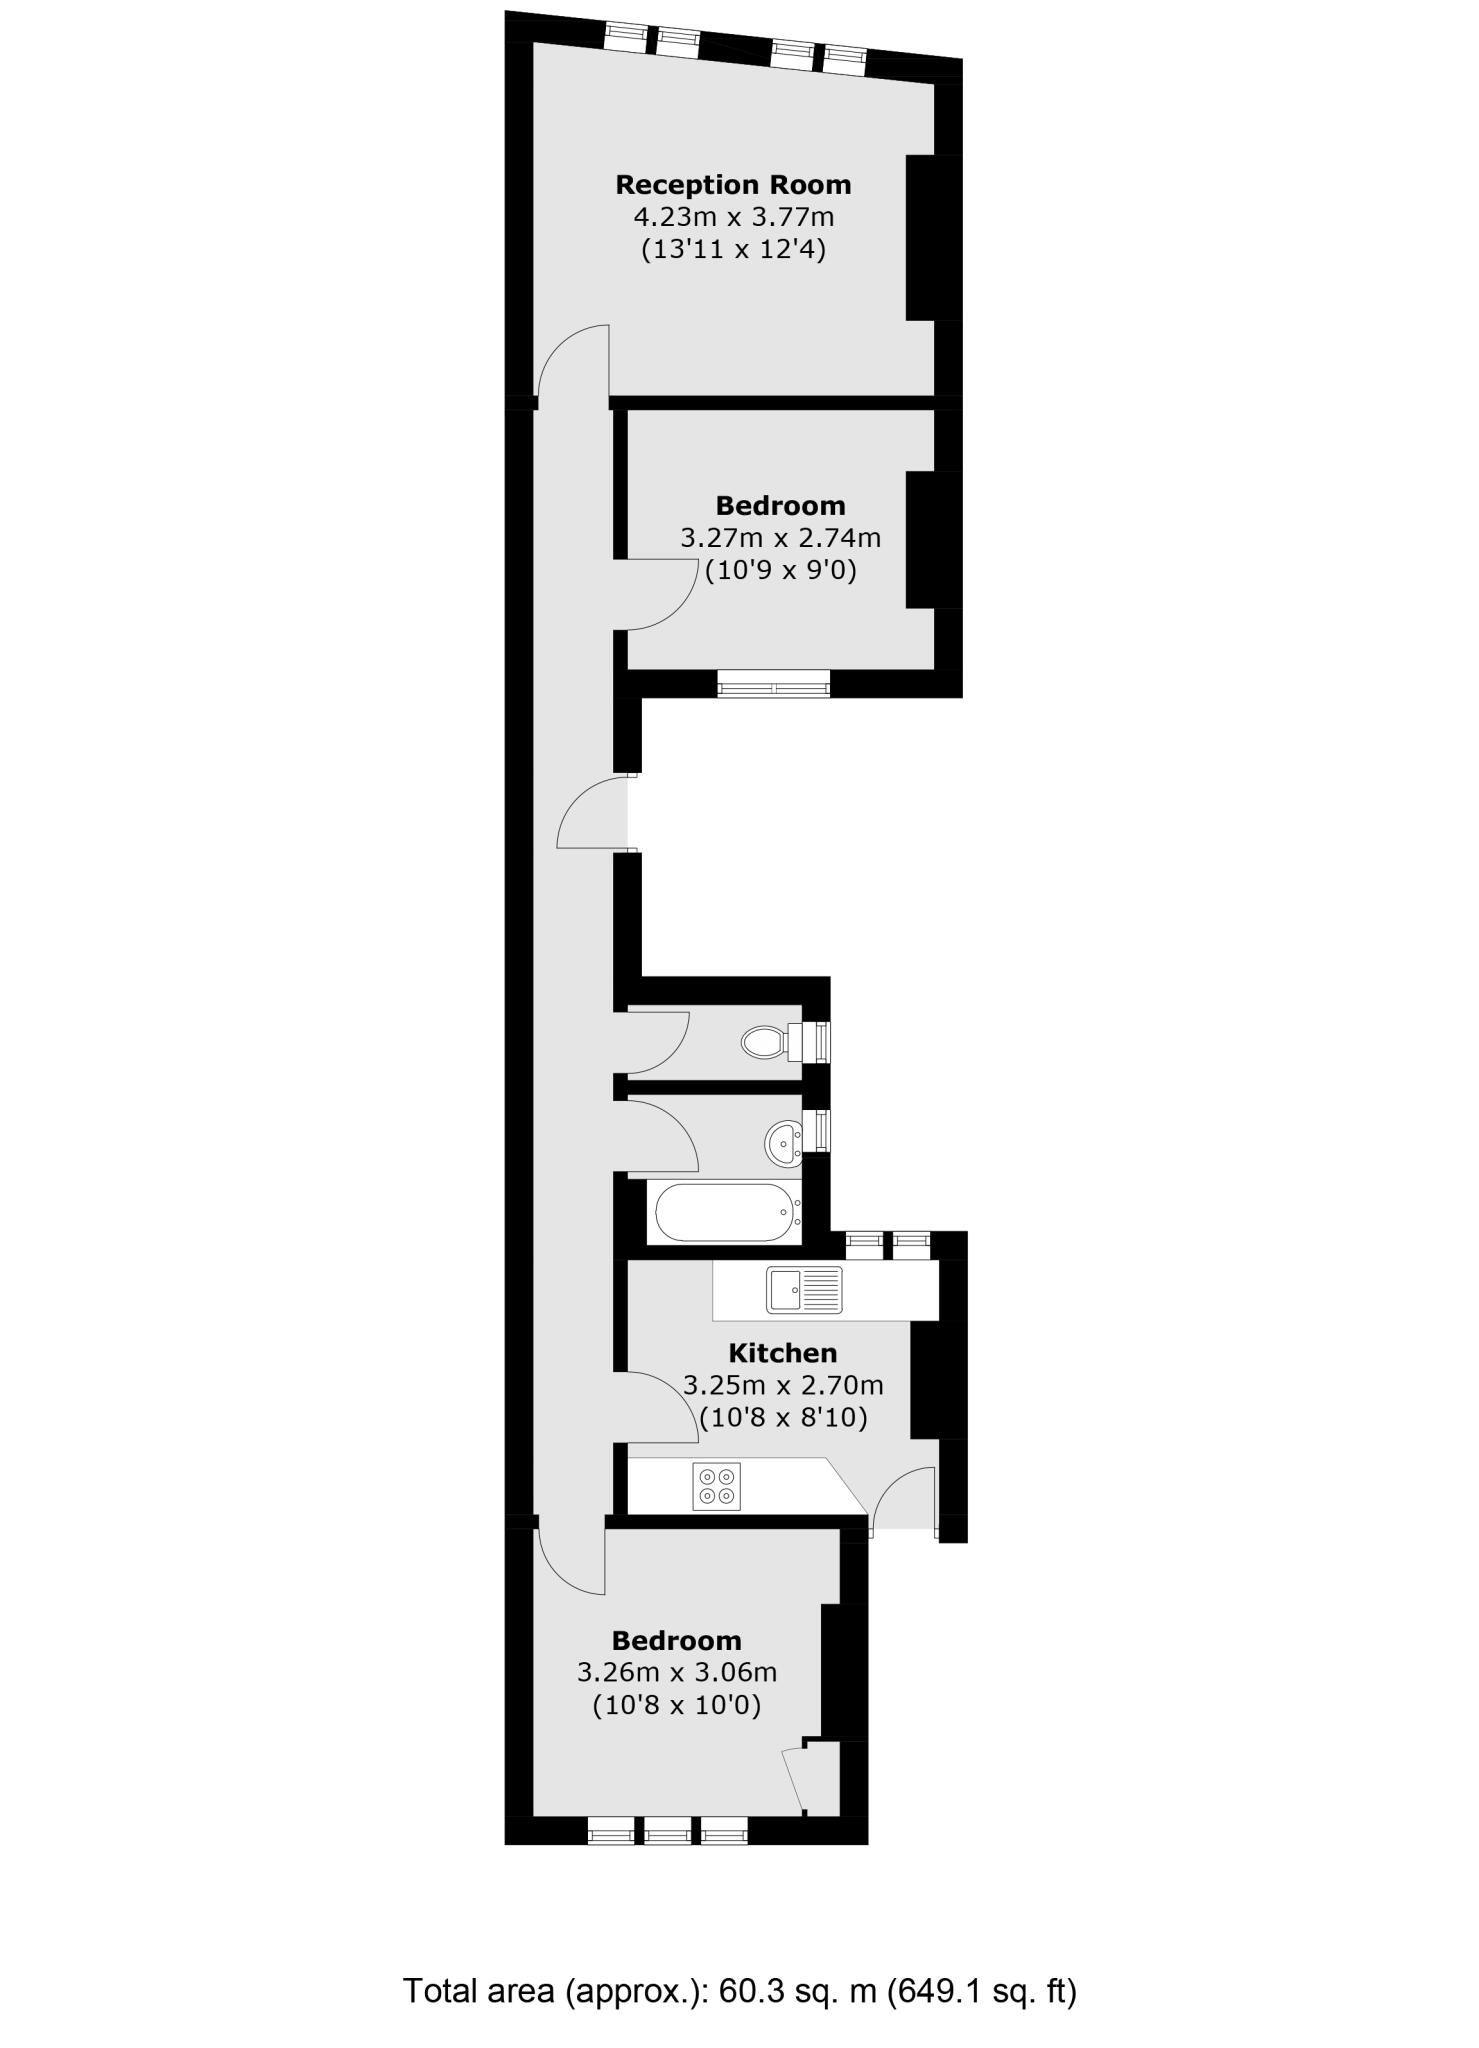 Reception Room
4.23m x 3.77m
(13'11 x 12'4)
Bedroom
3.27m x 2.74m
(10'9 x 9'0)
Kitchen
3.25m x 2.70m
(10'8 x 8'10)
Bedroom
3.26m x 3.06m
(10'8 x 10'0)
Total area (approx.): 60.3 sq. m (649.1 sq. ft)